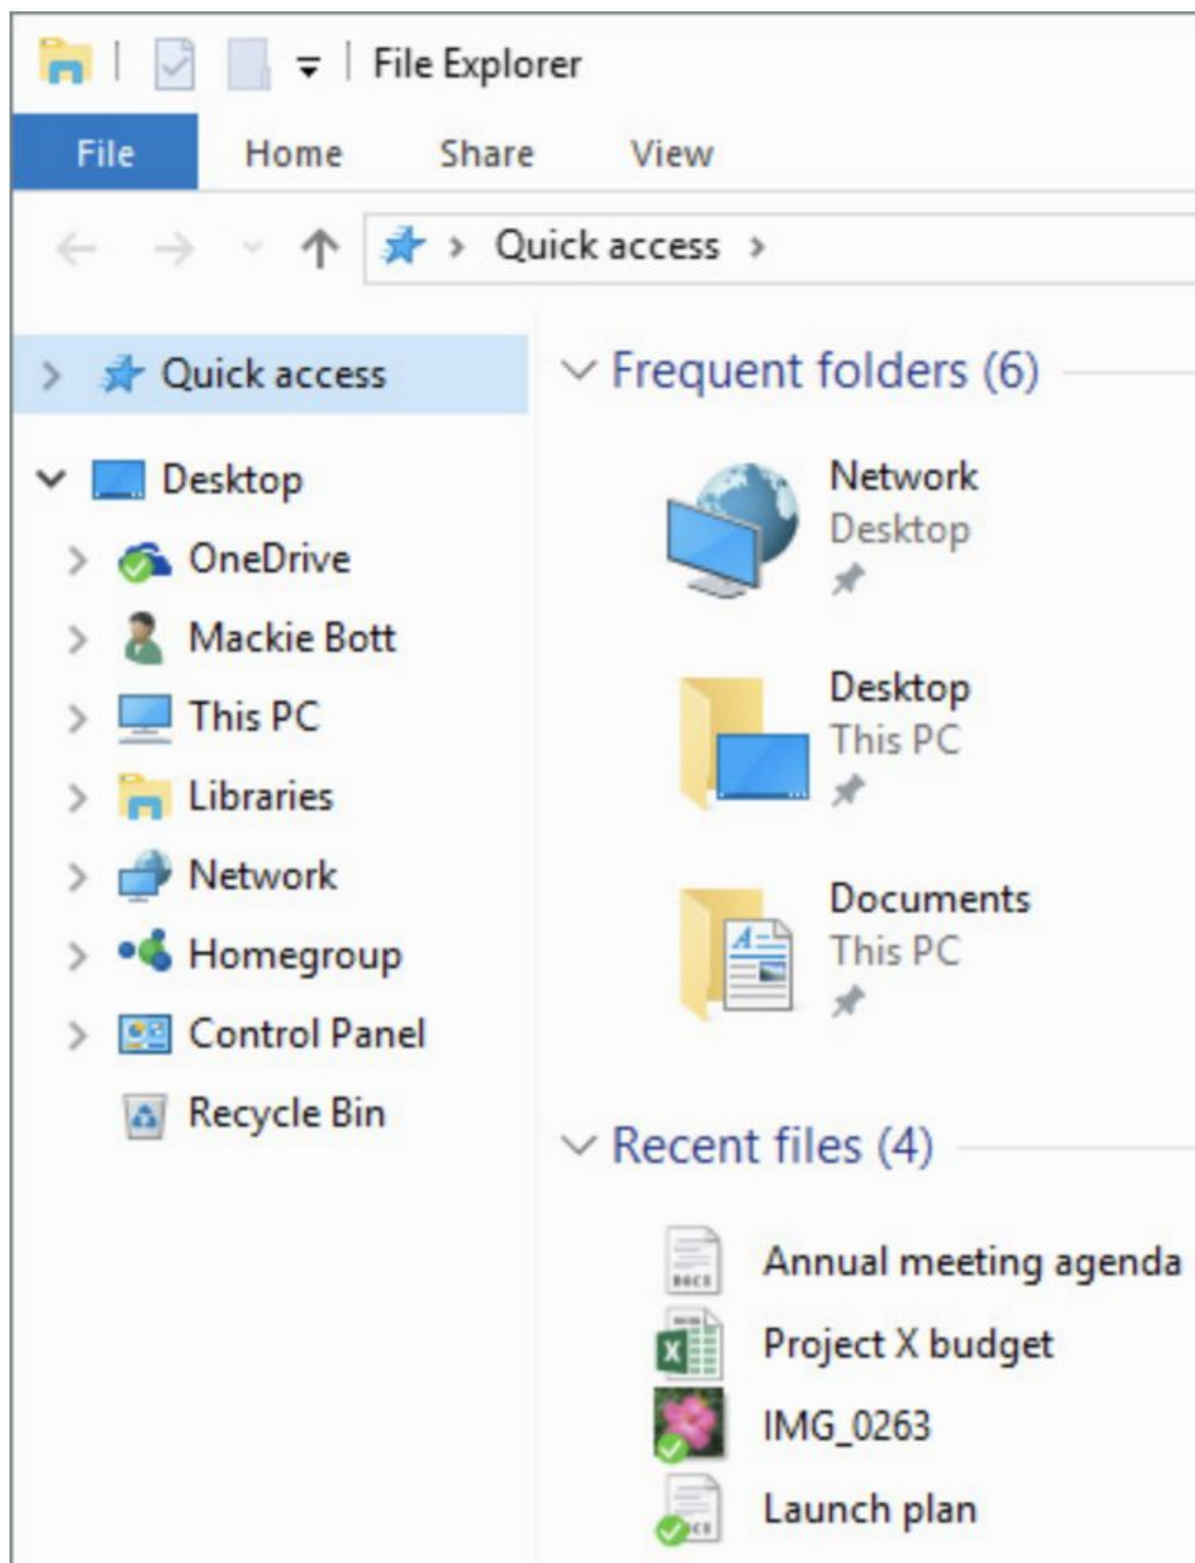 File Explorer
File Home Share View
Quick access
Quick access
Desktop
OneDrive
Mackie Bott
This PC
Libraries
Network
Homegroup
Control Panel
Recycle Bin
Frequent folders (6)
Network
Desktop
Desktop
This PC
Documents
This PC
Recent files (4)
Annual meeting agenda
Project X budget
IMG_0263
Launch plan